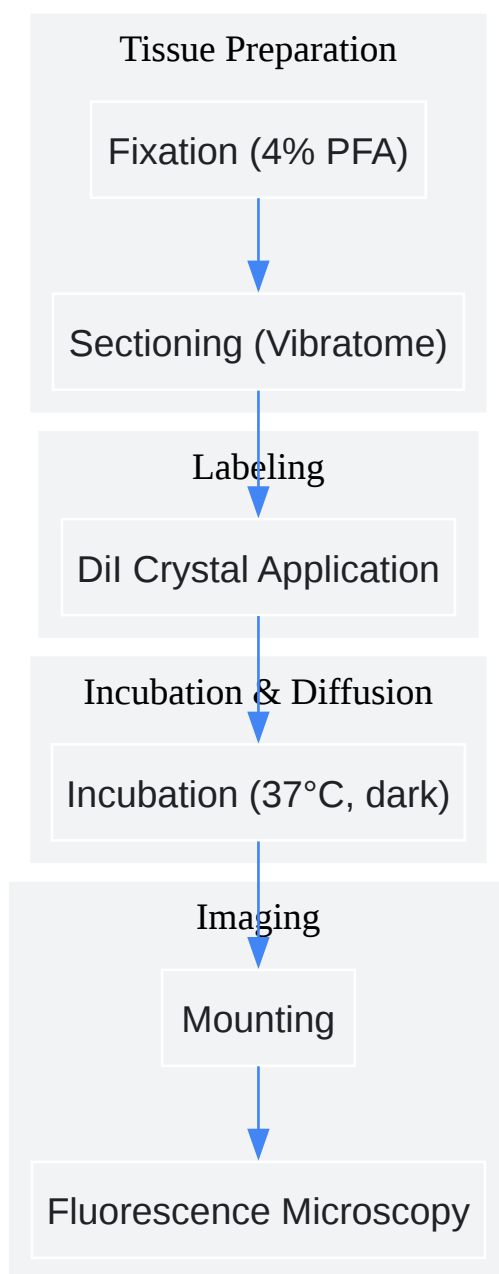 Tissue Preparation
Fixation (4% PFA)
Sectioning (Vibratome)
Labeling
DiI Crystal Application
Incubation & Diffusion
Incubation (37°C, dark)
Imaging
Mounting
Fluorescence Microscopy